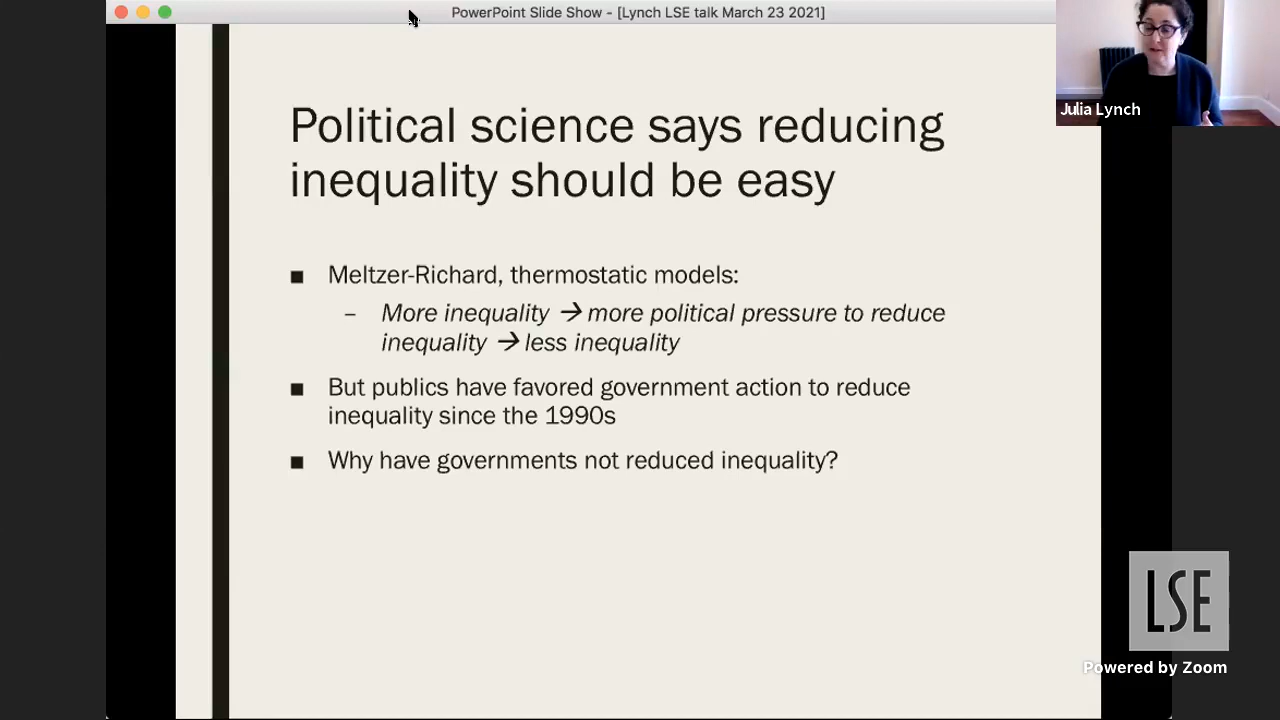 PowerPoint Slide Show - [Lynch LSE talk March 23 2021]
Julia Lynch
Political science says reducing
inequality should be easy
■ Meltzer-Richard, thermostatic models:
– More inequality → more political pressure to reduce
inequality → less inequality
■ But publics have favored government action to reduce
inequality since the 1990s
■ Why have governments not reduced inequality?
LSE
Powered by Zoom